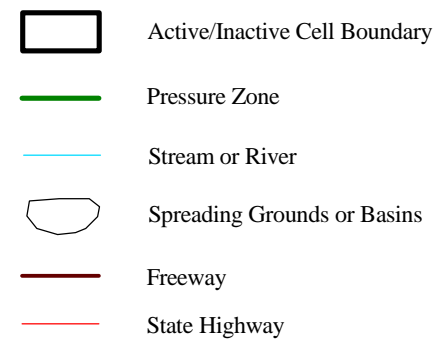 Active/Inactive Cell Boundary
Pressure Zone
Stream or River
Spreading Grounds or Basins
Freeway
State Highway